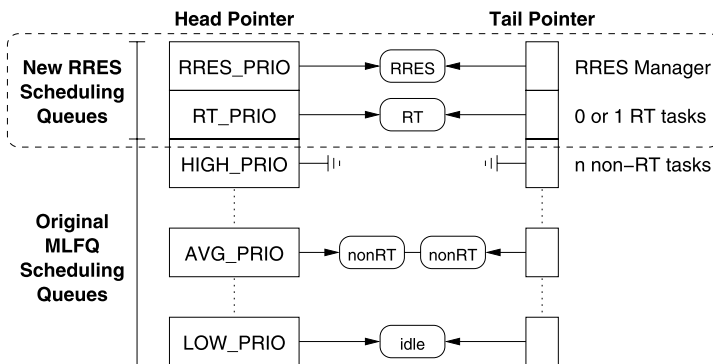 Head Pointer Tail Pointer
New RRES
Scheduling
Queues
RRES_PRIO RRES RRES Manager
RT_PRIO RT 0 or 1 RT tasks
HIGH_PRIO n non−RT tasks
Original
MLFQ
Scheduling
Queues
AVG_PRIO nonRT nonRT
LOW_PRIO idle